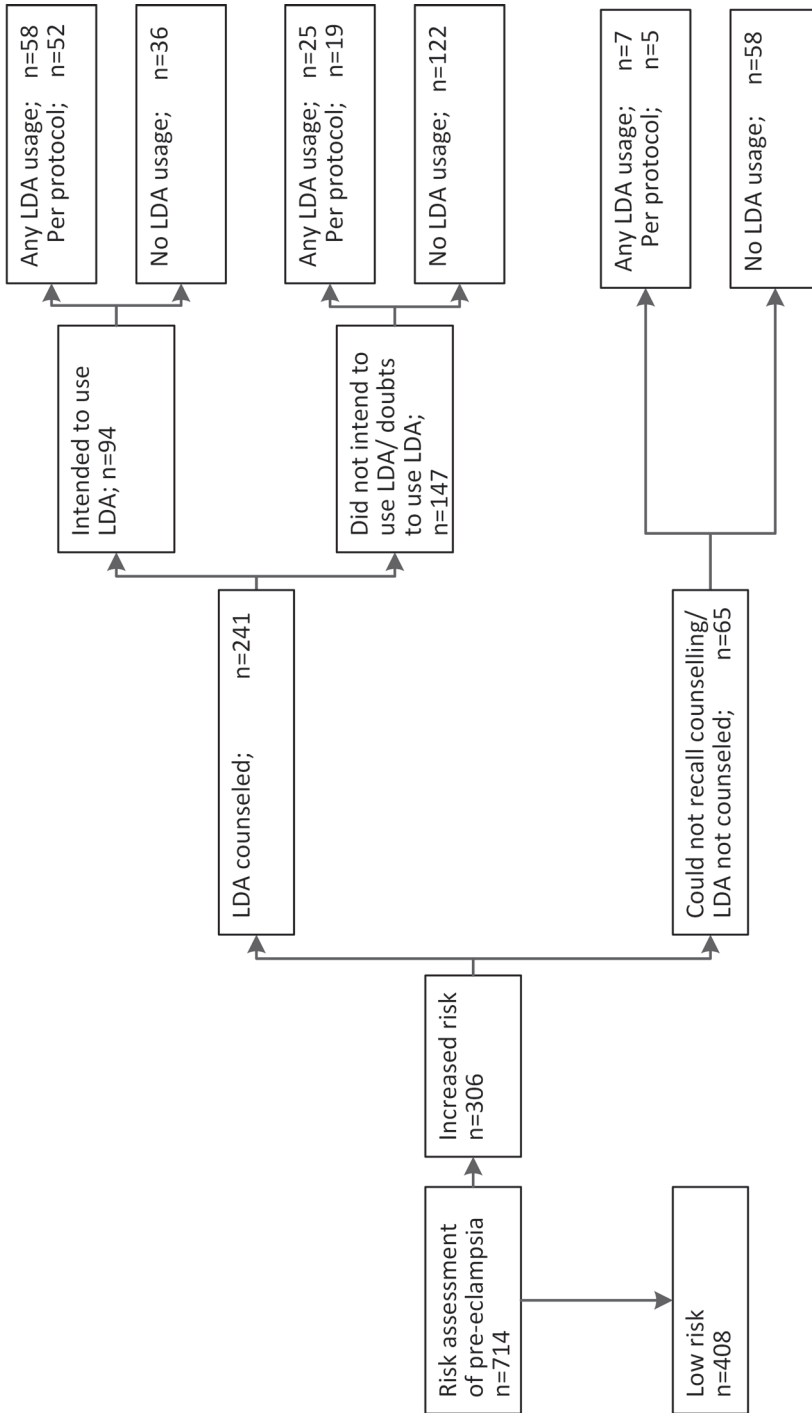 Risk assessment
of pre-eclampsia
n=714
Low risk
n=408
Increased risk
n=306
LDA counseled; n=241
Could not recall counselling/
LDA not counseled; n=65
Intended to use
LDA; n=94
Did not intend to
use LDA/ doubts
to use LDA;
n=147
Any LDA usage; n=58
Per protocol; n=52
No LDA usage; n=36
Any LDA usage; n=25
Per protocol; n=19
No LDA usage; n=122
Any LDA usage; n=7
Per protocol; n=5
No LDA usage; n=58